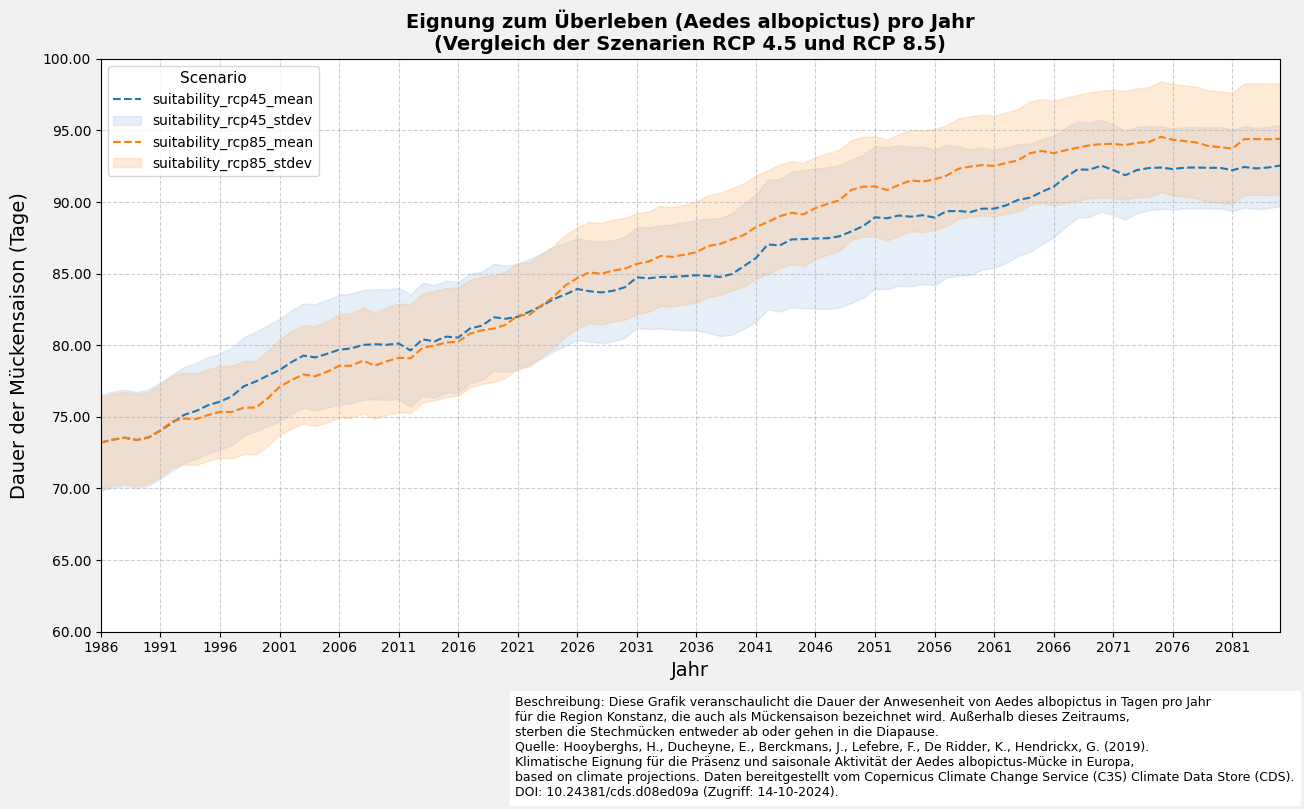 Eignung zum Überleben (Aedes albopictus) pro Jahr
(Vergleich der Szenarien RCP 4.5 und RCP 8.5)
Scenario
suitability_rcp45_mean
suitability_rcp45_stdev
suitability_rcp85_mean
suitability_rcp85_stdev
Dauer der Mückensaison (Tage)
100.00
95.00
90.00
85.00
80.00
75.00
70.00
65.00
60.00
1986 1991 1996 2001 2006 2011 2016 2021 2026 2031 2036 2041 2046 2051 2056 2061 2066 2071 2076 2081
Jahr
Beschreibung: Diese Grafik veranschaulicht die Dauer der Anwesenheit von Aedes albopictus in Tagen pro Jahr
für die Region Konstanz, die auch als Mückensaison bezeichnet wird. Außerhalb dieses Zeitraums,
sterben die Stechmücken entweder ab oder gehen in die Diapause.
Quelle: Hooyberghs, H., Ducheyne, E., Berckmans, J., Lefebre, F., De Ridder, K., Hendrickx, G. (2019).
Klimatische Eignung für die Präsenz und saisonale Aktivität der Aedes albopictus-Mücke in Europa,
based on climate projections. Daten bereitgestellt vom Copernicus Climate Change Service (C3S) Climate Data Store (CDS).
DOI: 10.24381/cds.d08ed09a (Zugriff: 14-10-2024).